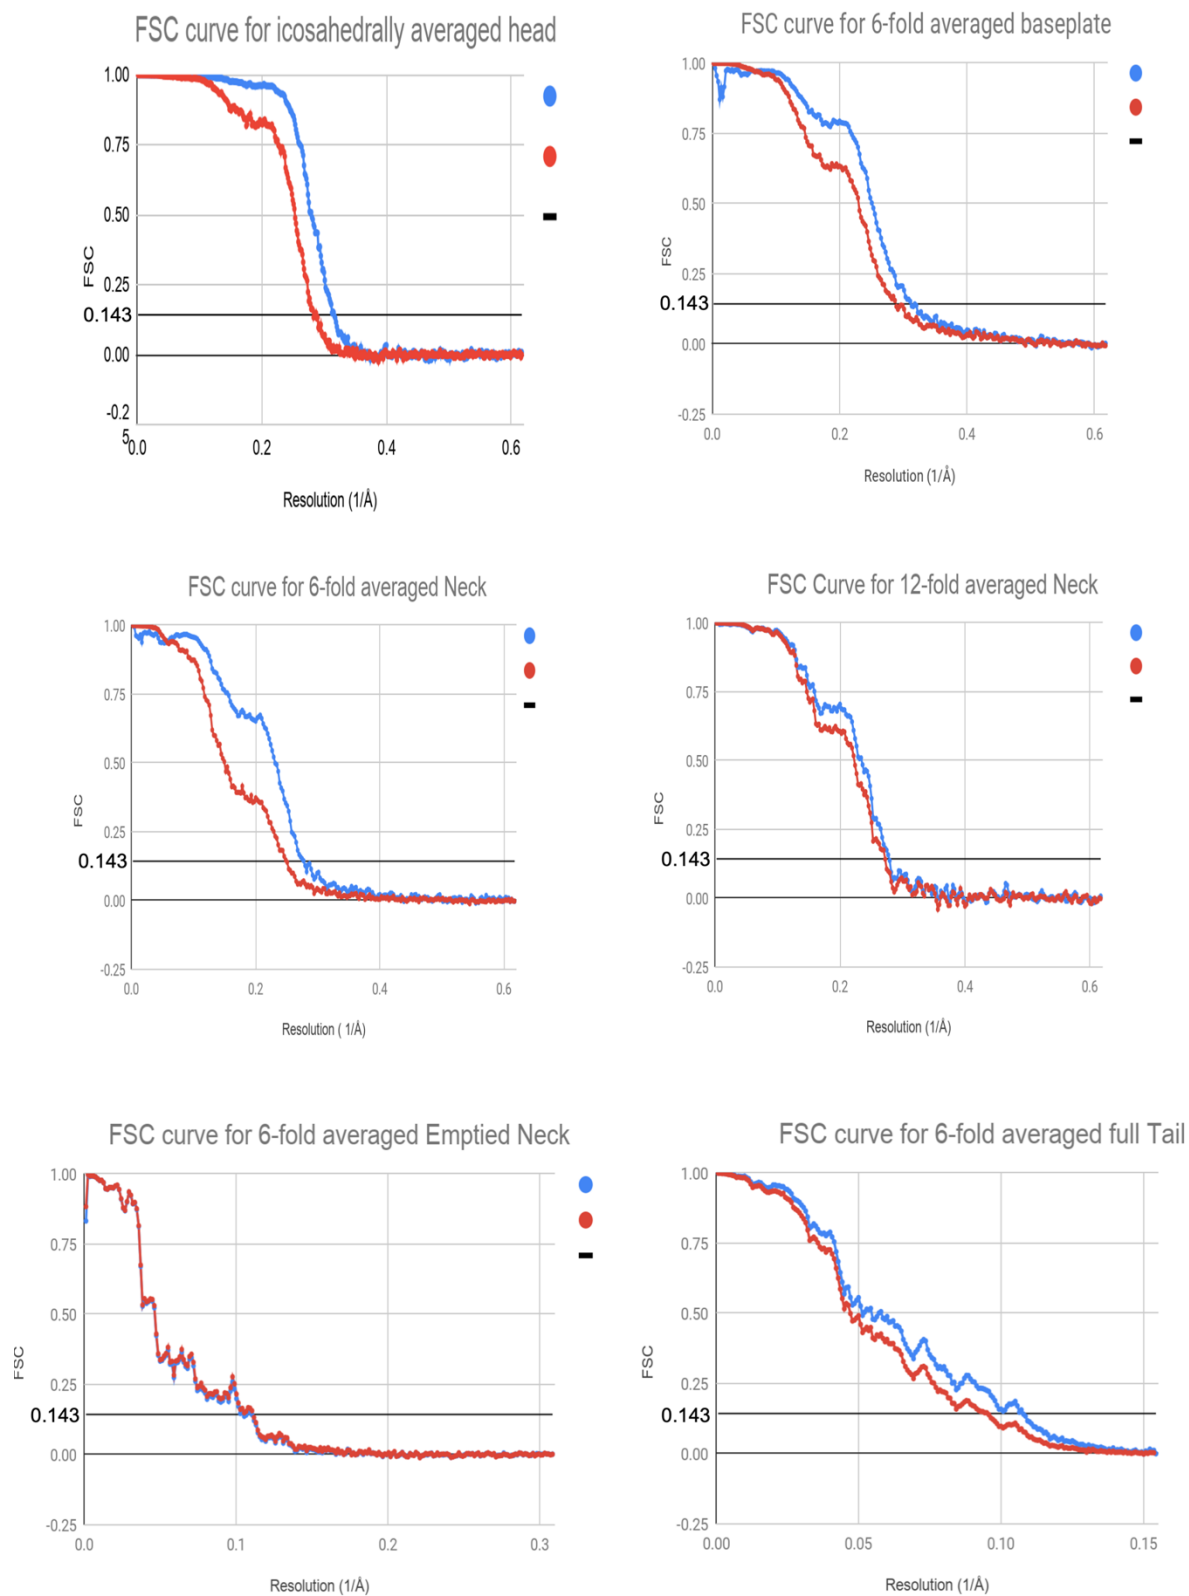 FSC curve for icosahedrally averaged head
1.00
0.75
0.50
0.25
0.143
0.00
-0.2
5
FSC
0.0 0.2 0.4 0.6
Resolution (1/Å)
FSC curve for 6-fold averaged baseplate
1.00
0.75
0.50
0.25
0.143
0.00
-0.25
FSC
0.0 0.2 0.4 0.6
Resolution (1/Å)
FSC curve for 6-fold averaged Neck
1.00
0.75
0.50
0.25
0.143
0.00
-0.25
FSC
0.0 0.2 0.4 0.6
Resolution ( 1/Å)
FSC Curve for 12-fold averaged Neck
1.00
0.75
0.50
0.25
0.143
0.00
-0.25
FSC
0.0 0.2 0.4 0.6
Resolution (1/Å)
FSC curve for 6-fold averaged Emptied Neck
1.00
0.75
0.50
0.25
0.143
0.00
-0.25
FSC
0.0 0.1 0.2 0.3
Resolution (1/Å)
FSC curve for 6-fold averaged full Tail
1.00
0.75
0.50
0.25
0.143
0.00
-0.25
FSC
0.00 0.05 0.10 0.15
Resolution (1/Å)